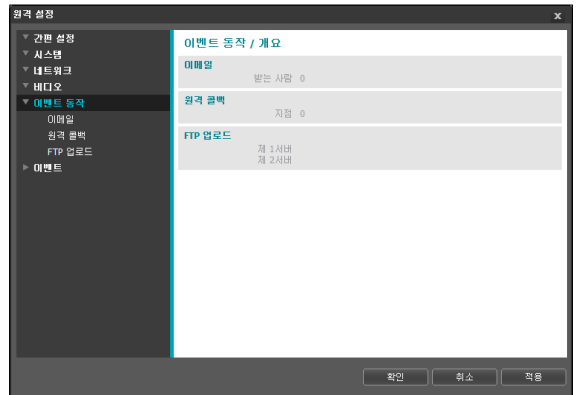 원격 설정
x
간편 설정
시스템
네트워크
비디오
이벤트 동작
이메일
원격 콜백
FTP 업로드
이벤트
이벤트 동작 / 개요
이메일
받는 사람 0
원격 콜백
지점 0
FTP 업로드
제 1서버
제 2서버
확인
취소
적용